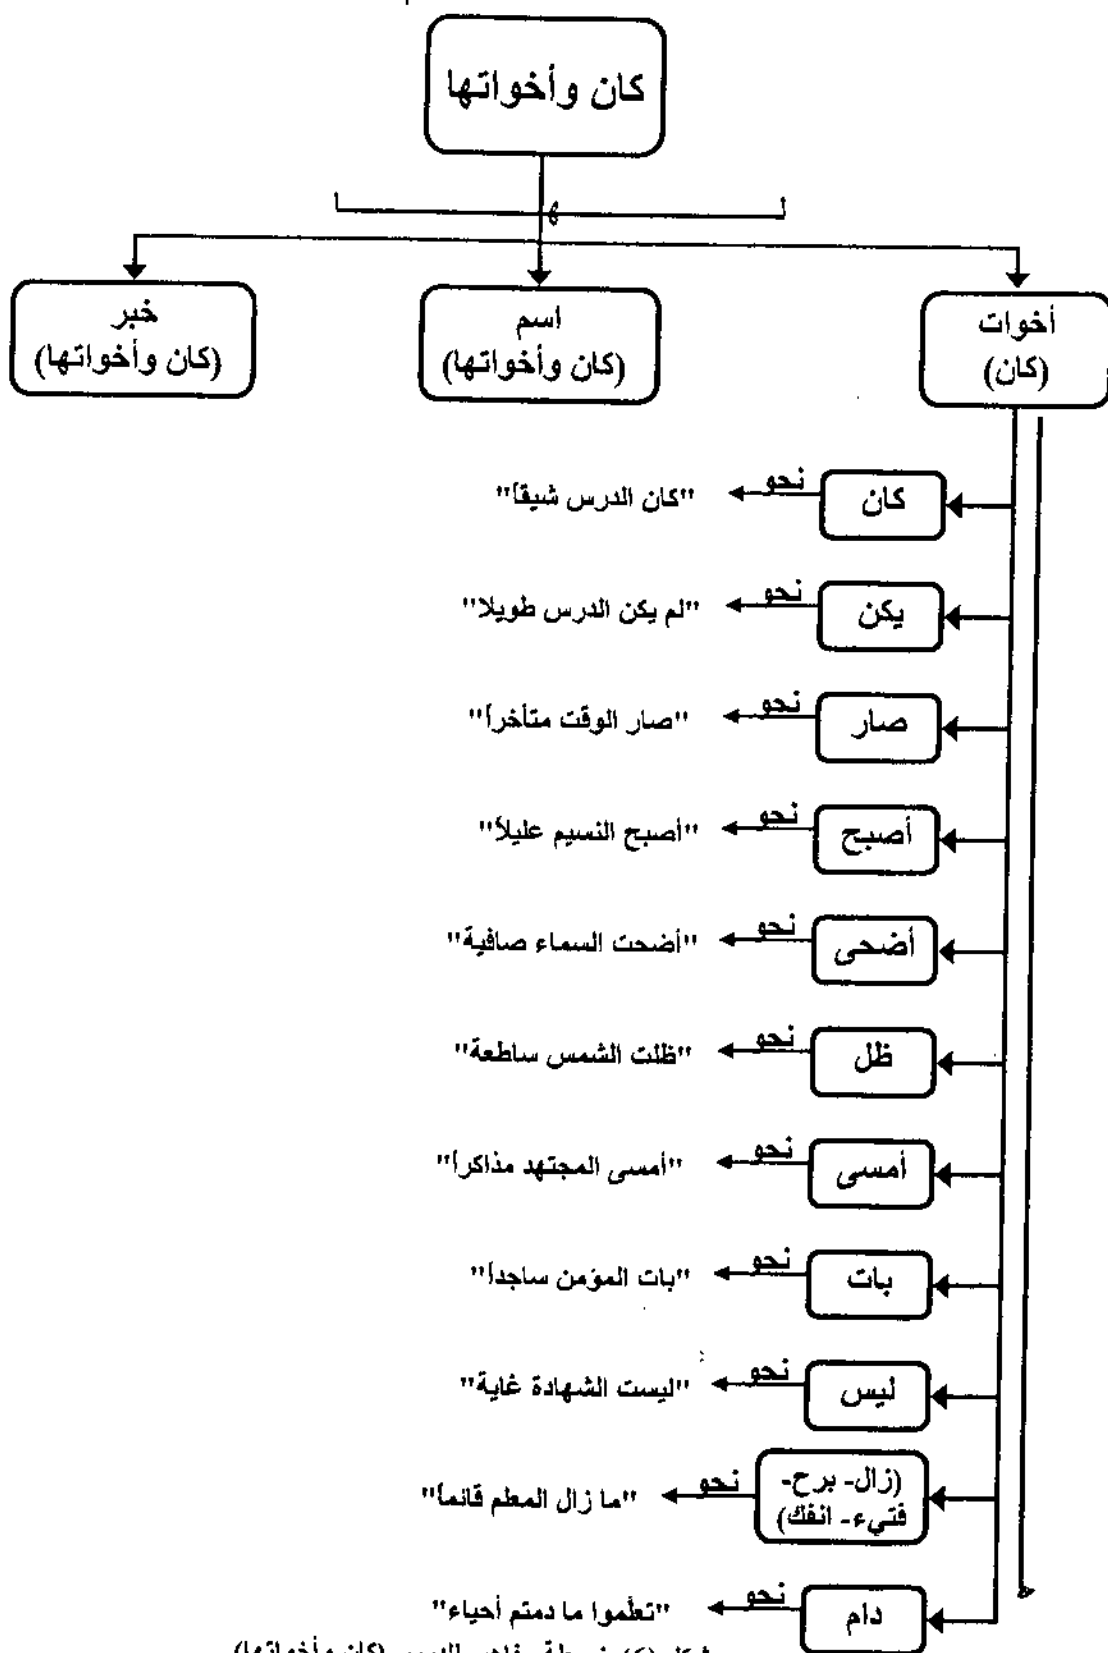 كان وأخواتها
أخوات
(كان)
اسم
(كان وأخواتها)
خبر
(كان وأخواتها)
كان
نحو
"كان الدرس شيقاً"
يكن
نحو
"لم يكن الدرس طويلا"
صار
نحو
"صار الوقت متأخراً"
أصبح
نحو
"أصبح النسيم عليلاً"
أضحى
نحو
"أضحت السماء صافية"
ظل
نحو
"ظلت الشمس ساطعة"
أمسى
نحو
"أمسى المجتهد مذاكراً"
بات
نحو
"بات المؤمن ساجداً"
ليس
نحو
"ليست الشهادة غاية"
(زال- برح-
فتيء- انفك)
نحو
"ما زال المعلم قائماً"
دام
نحو
"تعلموا ما دمتم أحياء"
(كان وأخواتها)